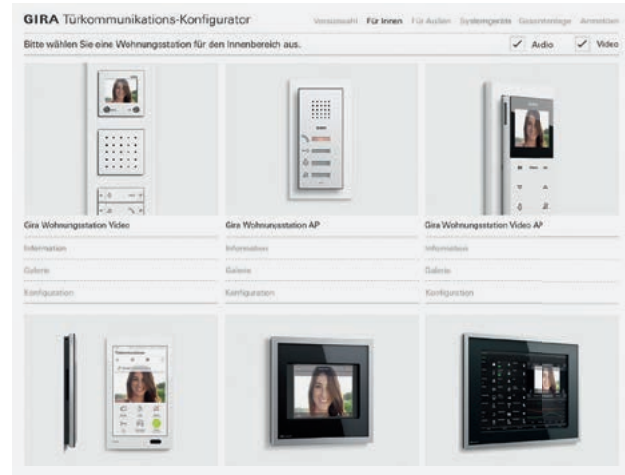 GIRA Türkommunikations-Konfigurator
Vorauswahl Für Innen Für Außen Systemgeräte Gesamtanlage Anmelden
Bitte wählen Sie eine Wohnungsstation für den Innenbereich aus.
Audio Video
Gira Wohnungsstation Video
Gira Wohnungsstation AP
Gira Wohnungsstation Video AP
Information
Information
Information
Galerie
Galerie
Galerie
Konfiguration
Konfiguration
Konfiguration